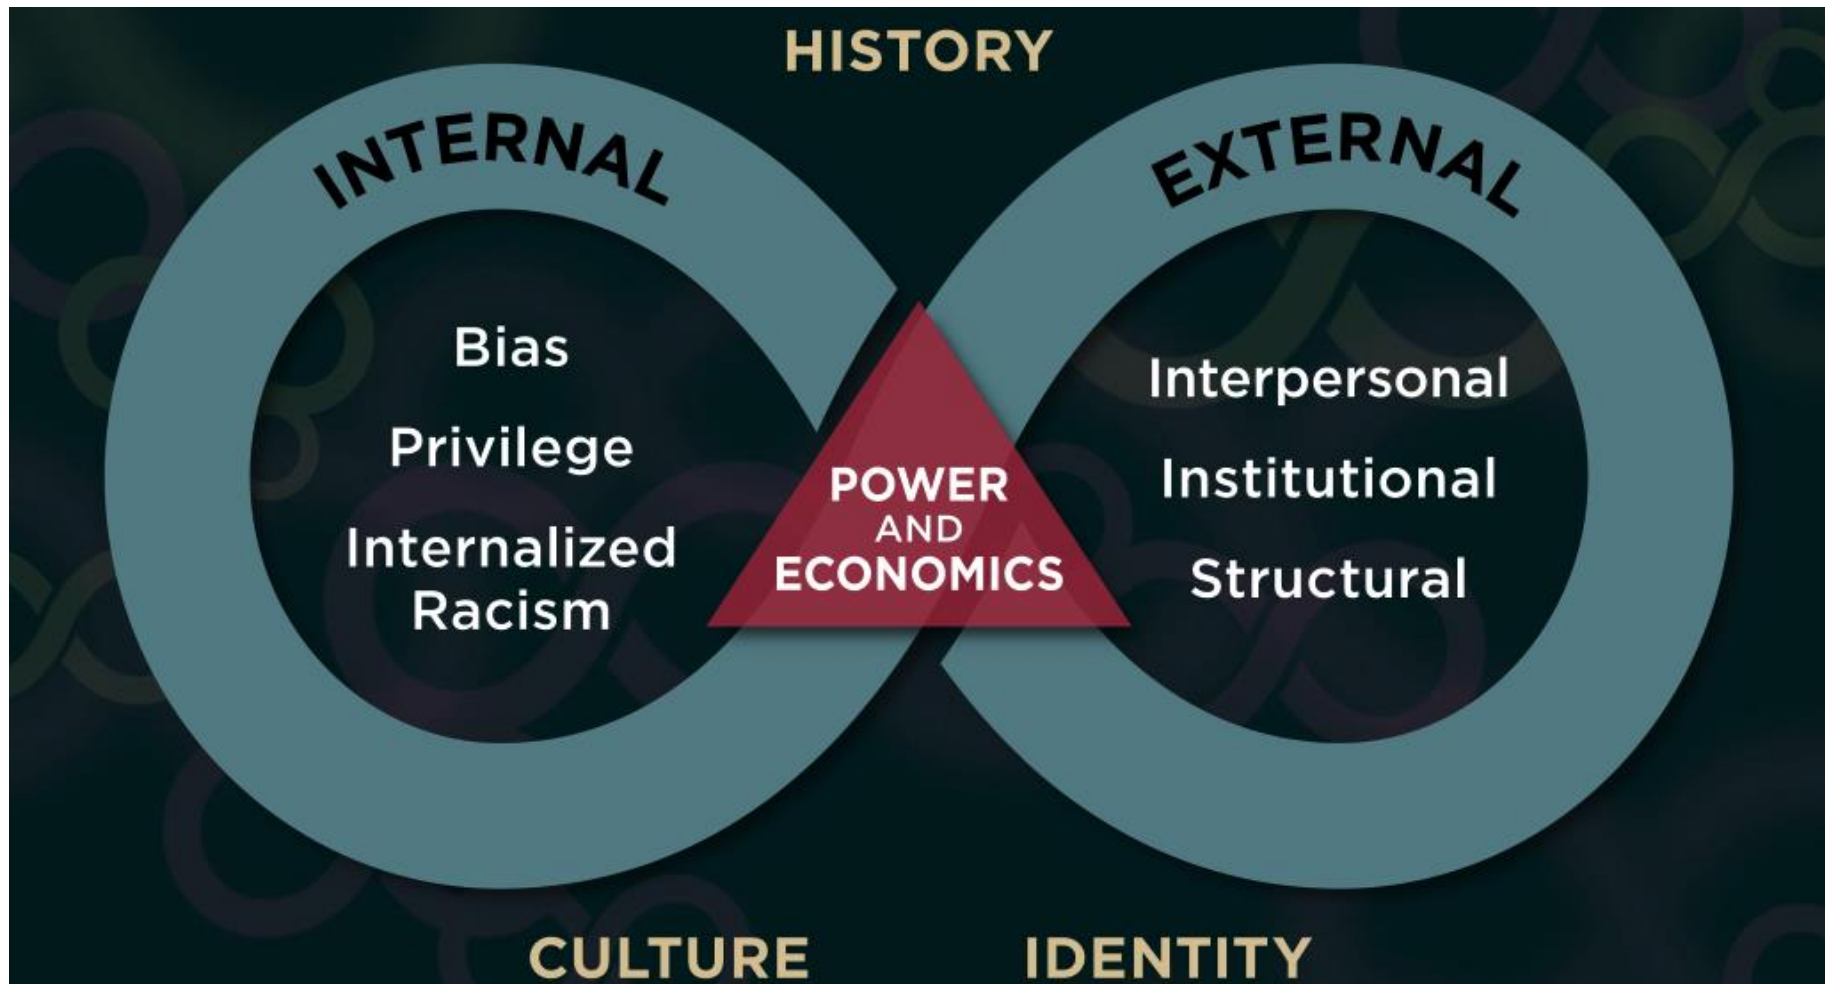 HISTORY
INTERNAL
EXTERNAL
Bias
Privilege
Internalized
Racism
POWER
AND
ECONOMICS
Interpersonal
Institutional
Structural
CULTURE
IDENTITY